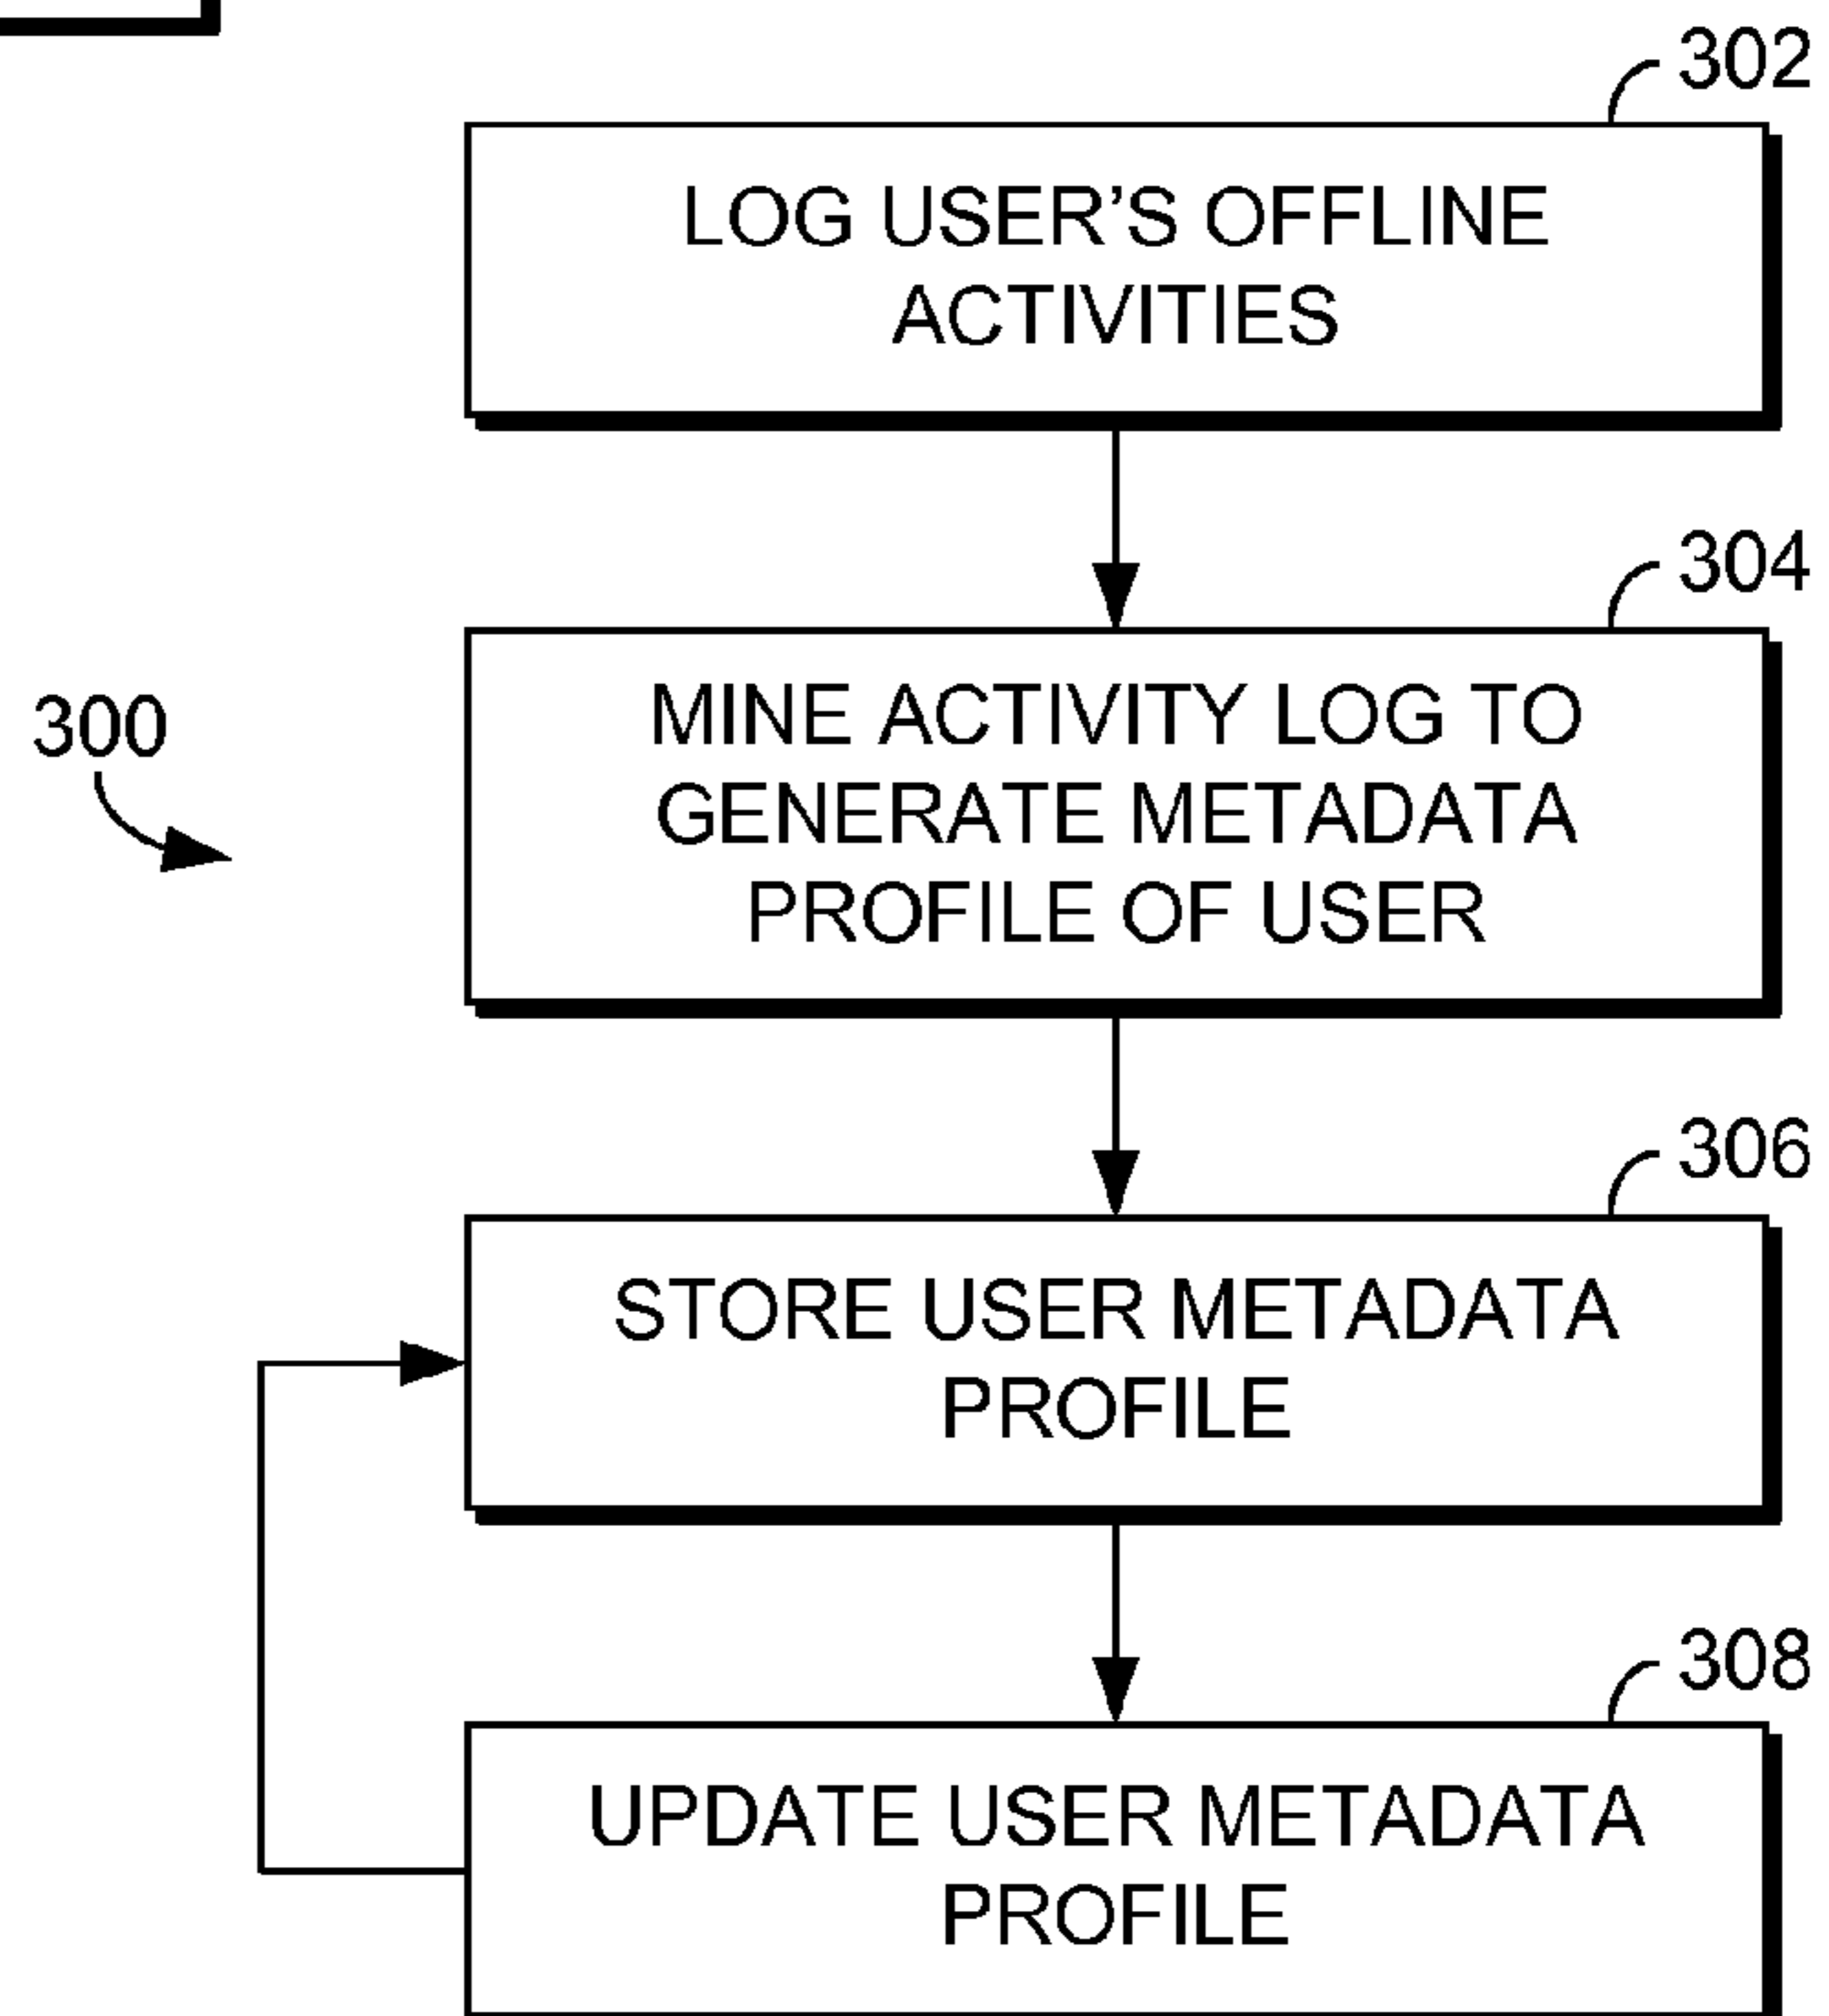 302
LOG USER’S OFFLINE
ACTIVITIES
304
MINE ACTIVITY LOG TO
GENERATE METADATA
PROFILE OF USER
300
306
STORE USER METADATA
PROFILE
308
UPDATE USER METADATA
PROFILE